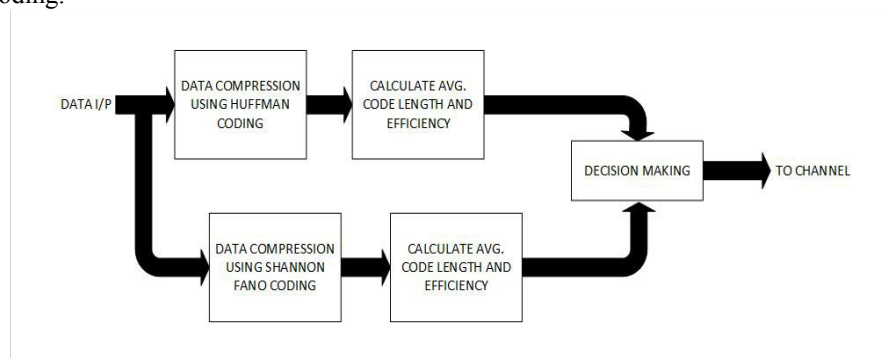 DATA I/P
DATA COMPRESSION
USING HUFFMAN
CODING
CALCULATE AVG.
CODE LENGTH AND
EFFICIENCY
DECISION MAKING
TO CHANNEL
DATA COMPRESSION
USING SHANNON
FANO CODING
CALCULATE AVG.
CODE LENGTH AND
EFFICIENCY